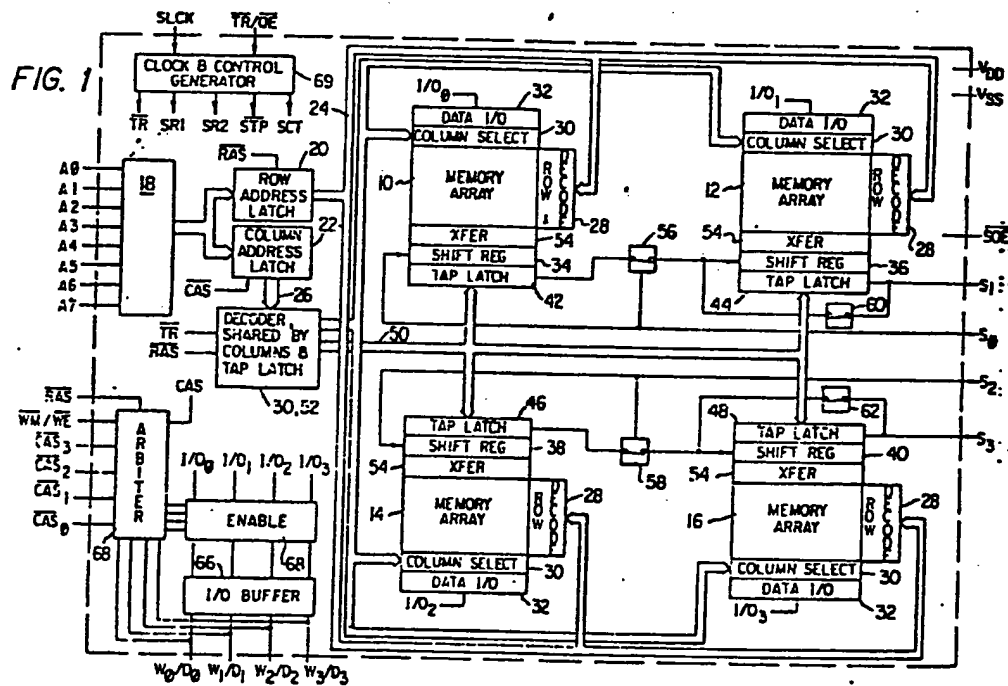 FIG. 1
SLCK
TR/OE
CLOCK & CONTROL
GENERATOR
69
TR SR1 SR2 STP SCT
24
VDD
VSS
A0
A1
A2
A3
A4
A5
A6
A7
18
RAS
20
ROW
ADDRESS
LATCH
COLUMN
ADDRESS
LATCH
22
CAS
26
TR
RAS
DECODER
SHARED BY
COLUMNS &
TAP LATCH
30,52
50
I/O0
32
DATA I/O
COLUMN SELECT
30
10
MEMORY
ARRAY
ROW
DECODE
28
XFER
54
SHIFT REG
34
TAP LATCH
42
56
I/O1
32
DATA I/O
COLUMN SELECT
30
12
MEMORY
ARRAY
ROW
DECODE
28
54
XFER
SHIFT REG
36
TAP LATCH
44
60
SOE
S1
S0
S2
S3
62
RAS
WM/WE
CAS3
CAS2
CAS1
CAS0
CAS
ARBITER
68
I/O0 I/O1 I/O2 I/O3
ENABLE
66
68
I/O BUFFER
W0/D0 W1/D1 W2/D2 W3/D3
46
TAP LATCH
SHIFT REG
38
54
XFER
14
MEMORY
ARRAY
ROW
DECODE
28
COLUMN SELECT
30
DATA I/O
32
I/O2
58
48
TAP LATCH
SHIFT REG
40
54
XFER
16
MEMORY
ARRAY
ROW
DECODE
28
COLUMN SELECT
30
DATA I/O
32
I/O3